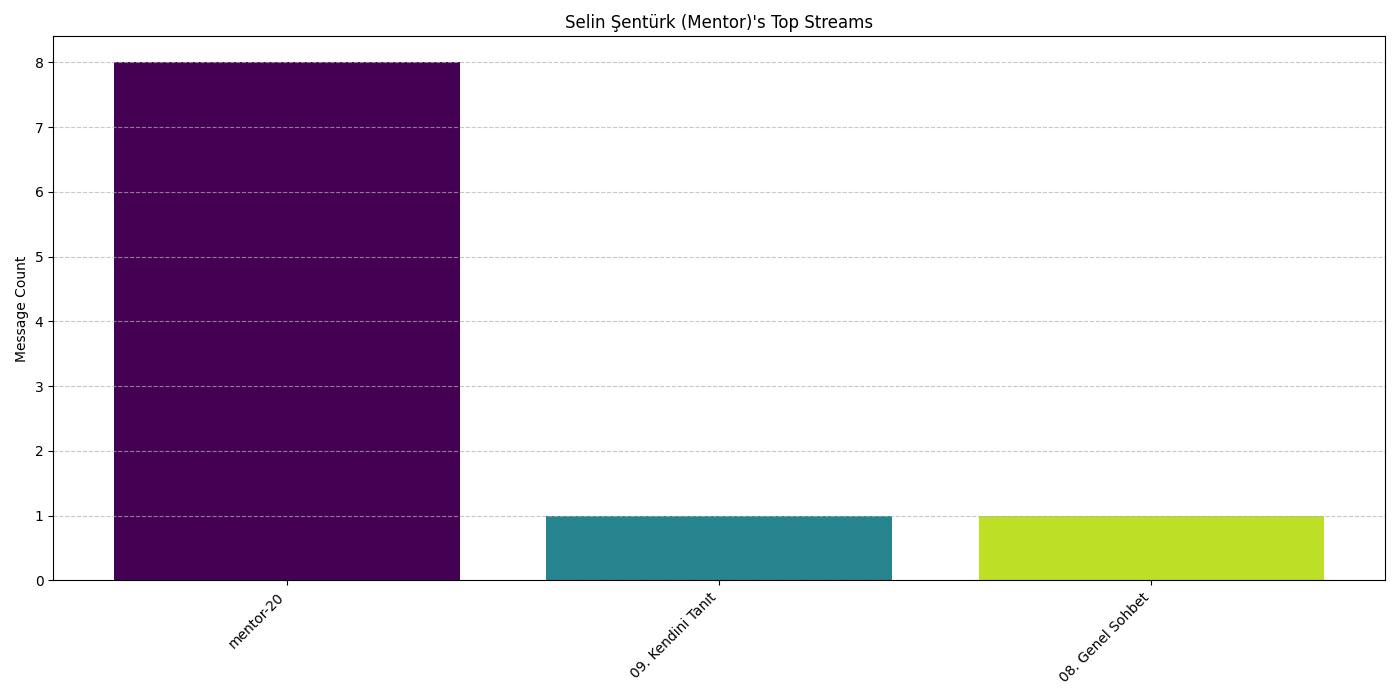 Selin Şentürk (Mentor)'s Top Streams
Message Count
8
7
6
5
4
3
2
1
0
mentor-20
09. Kendini Tanıt
08. Genel Sohbet